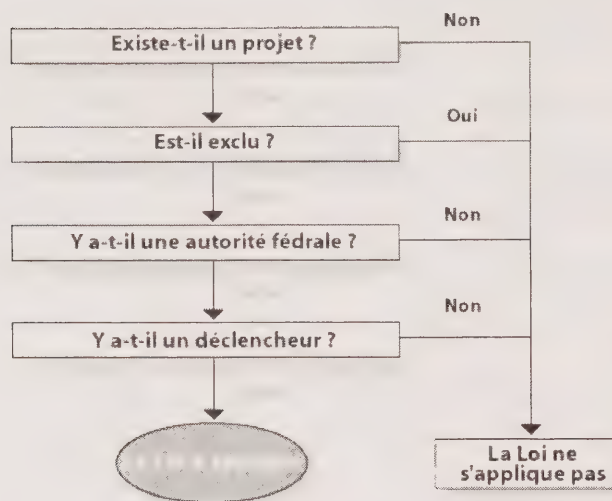 Non
Existe-t-il un projet ?
Oui
Est-il exclu ?
Non
Y a-t-il une autorité fédrale ?
Non
Y a-t-il un déclencheur ?
La Loi ne
s'applique pas